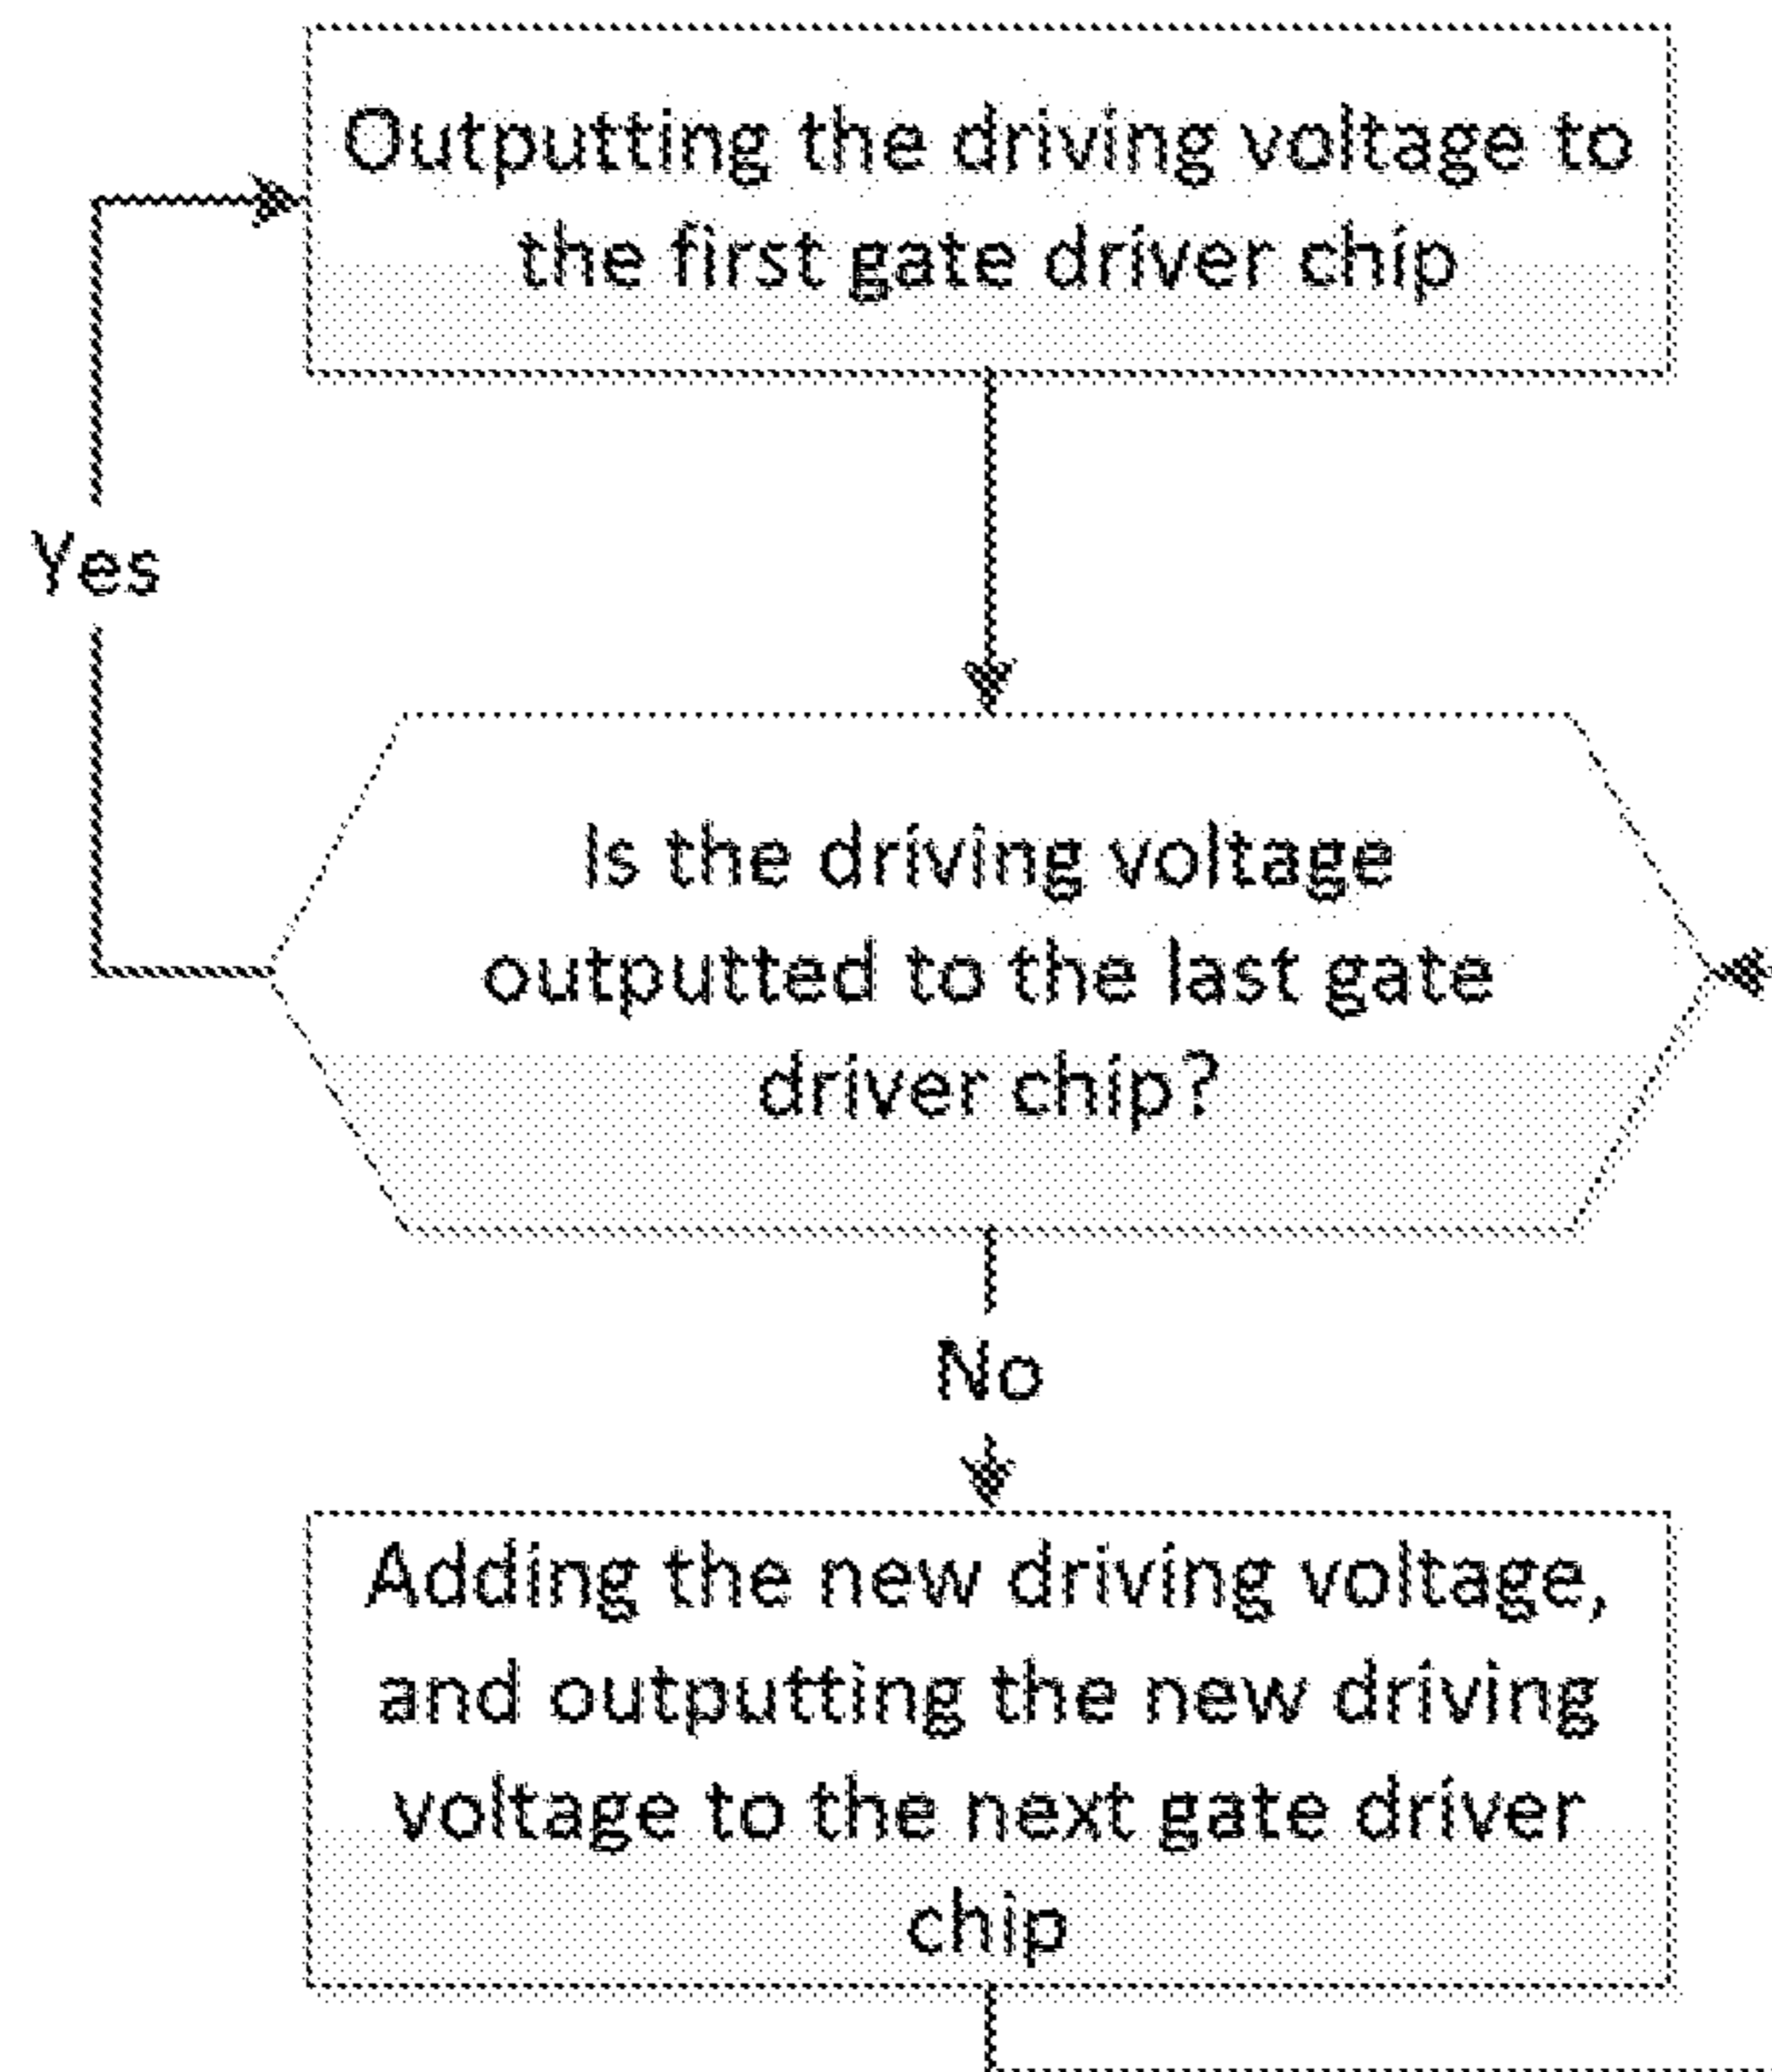 Outputting the driving voltage to
the first gate driver chip
Yes
Is the driving voltage
outputted to the last gate
driver chip?
No
Adding the new driving voltage,
and outputting the new driving
voltage to the next gate driver
chip